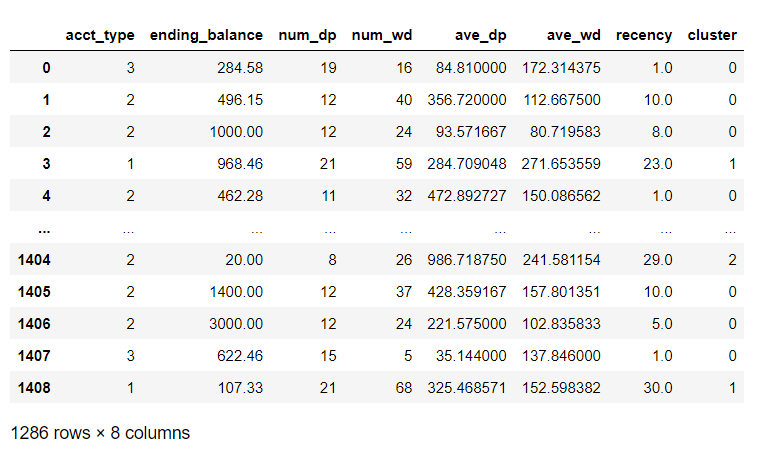 acct_type ending_balance num_dp num_wd ave_dp ave_wd recency cluster
0 3 284.58 19 16 84.810000 172.314375 1.0 0
1 2 496.15 12 40 356.720000 112.667500 10.0 0
2 2 1000.00 12 24 93.571667 80.719583 8.0 0
3 1 968.46 21 59 284.709048 271.653559 23.0 1
4 2 462.28 11 32 472.892727 150.086562 1.0 0
... ... ... ... ... ... ... ... ...
1404 2 20.00 8 26 986.718750 241.581154 29.0 2
1405 2 1400.00 12 37 428.359167 157.801351 10.0 0
1406 2 3000.00 12 24 221.575000 102.835833 5.0 0
1407 3 622.46 15 5 35.144000 137.846000 1.0 0
1408 1 107.33 21 68 325.468571 152.598382 30.0 1
1286 rows × 8 columns